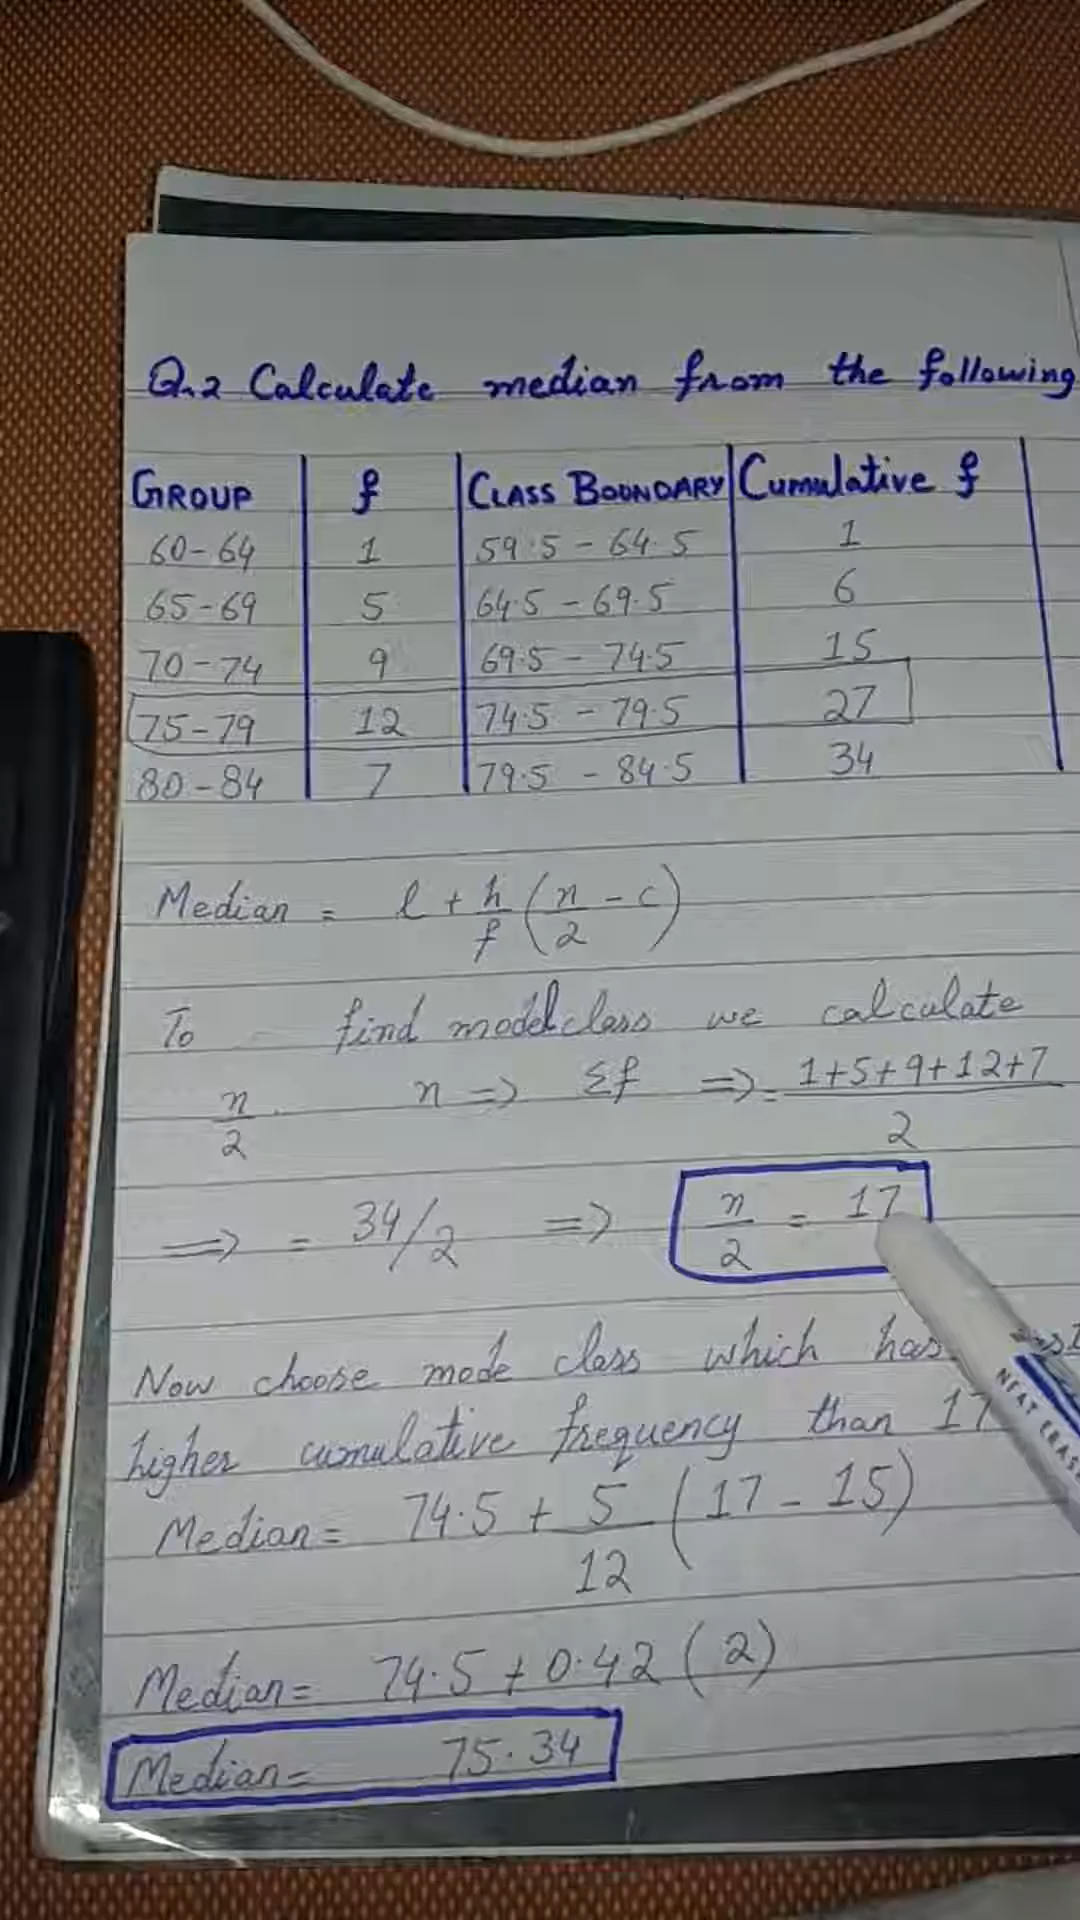 Q.2 Calculate median from the following
GROUP f CLASS BOUNDARY Cumulative f
60-64 1 59.5 - 64.5 1
65-69 5 64.5 - 69.5 6
70-74 9 69.5 - 74.5 15
75-79 12 74.5 - 79.5 27
80-84 7 79.5 - 84.5 34
Median = l + h/f (n/2 - c)
To find model class we calculate
n/2 n => Σf => = 1+5+9+12+7 / 2
=> = 34/2 => n/2 = 17
Now choose mode class which has
higher cumulative frequency than 17
Median = 74.5 + 5/12 (17 - 15)
Median = 74.5 + 0.42 (2)
Median = 75.34